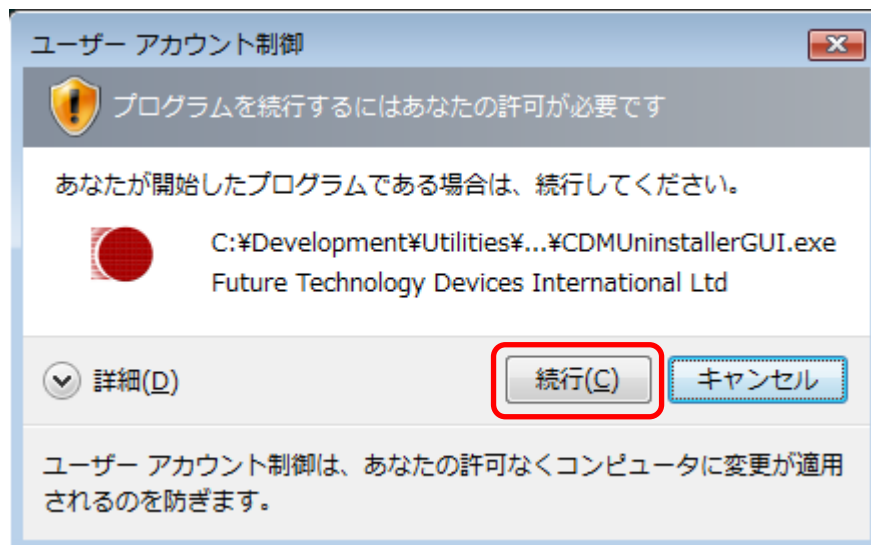 ユーザー アカウント制御
プログラムを続行するにはあなたの許可が必要です
あなたが開始したプログラムである場合は、続行してください。
C:¥Development¥Utilities¥...¥CDMUninstallerGUI.exe
Future Technology Devices International Ltd
詳細(D) 続行(C) キャンセル
ユーザー アカウント制御は、あなたの許可なくコンピュータに変更が適用
されるのを防ぎます。